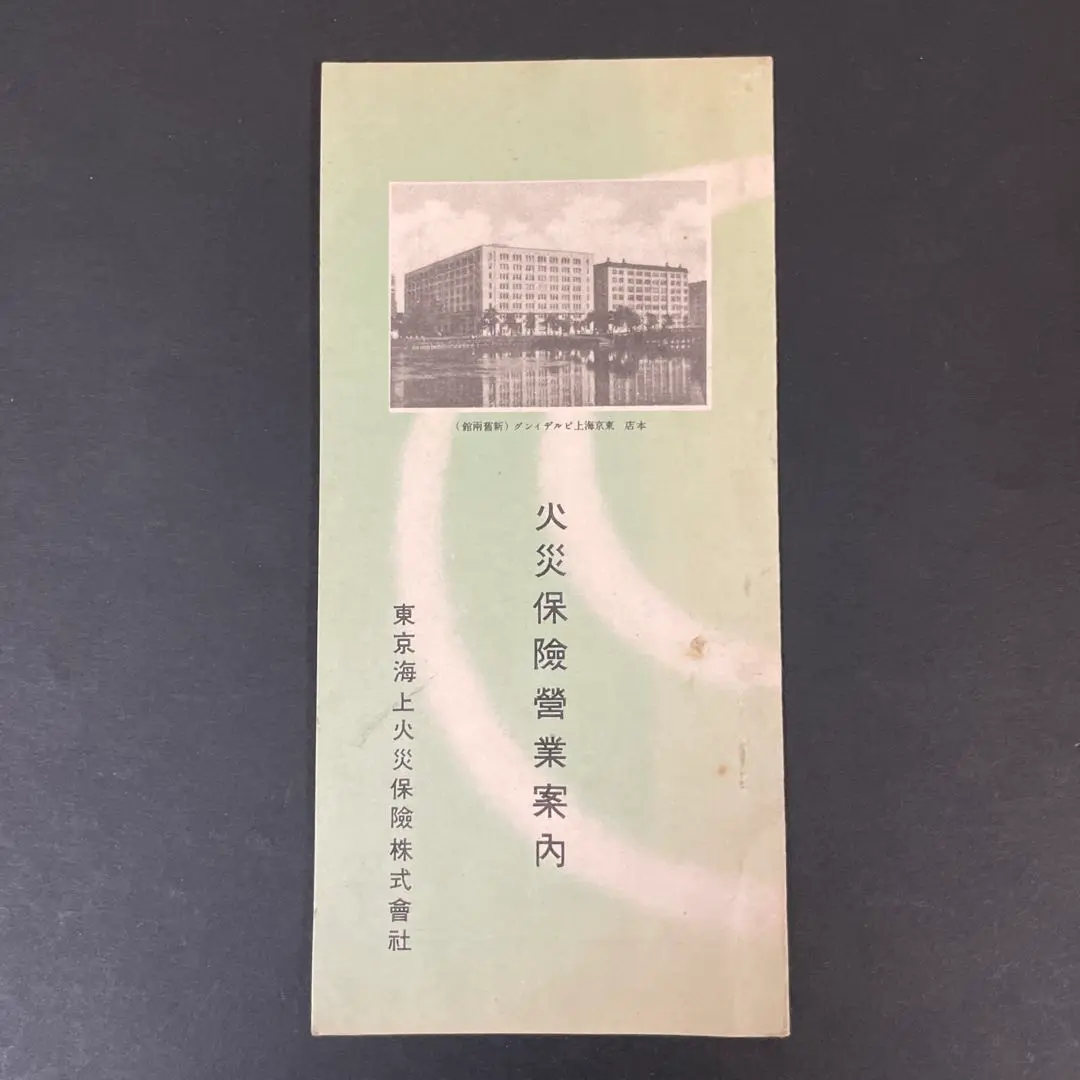 本店 東京海上ビルデイング(新舊兩館)
火災保險營業案內
東京海上火災保險株式會社